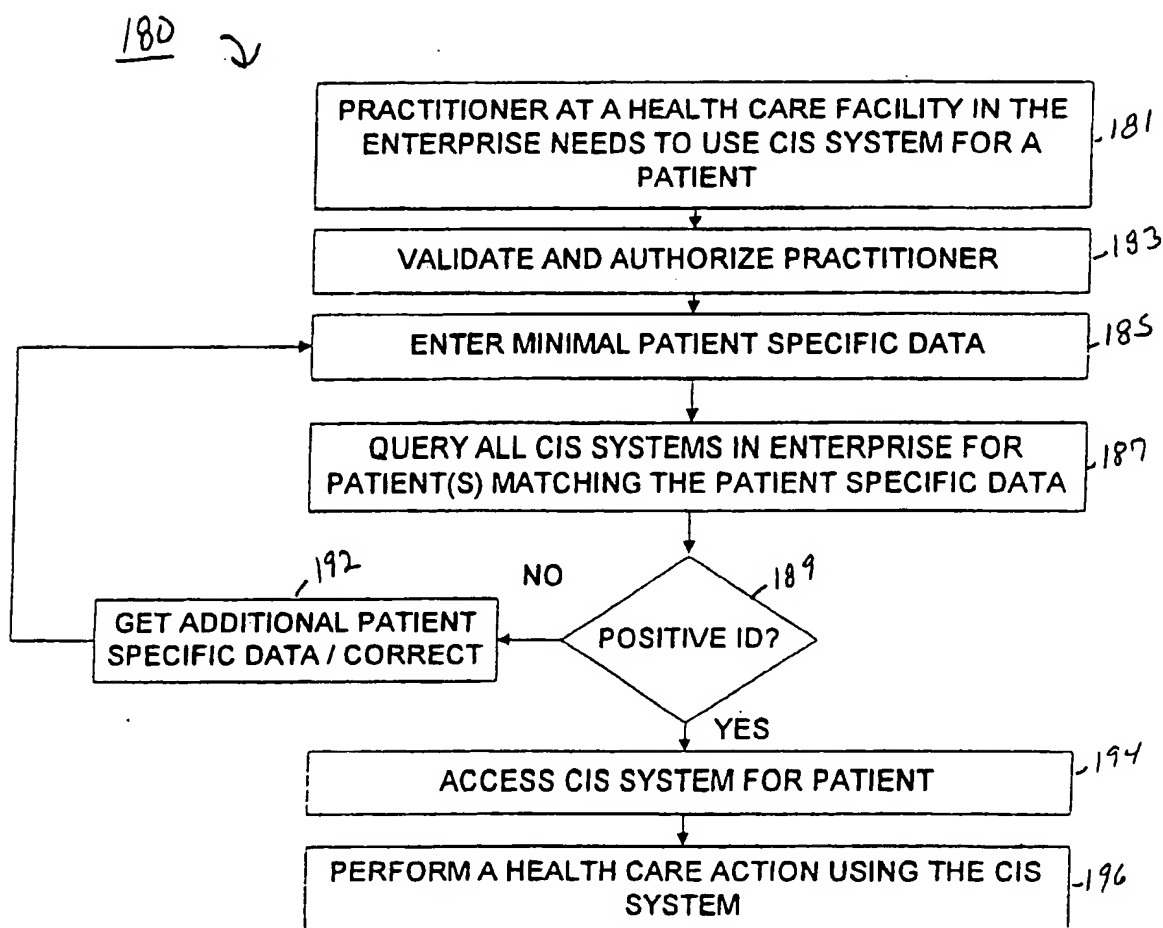 180
PRACTITIONER AT A HEALTH CARE FACILITY IN THE
ENTERPRISE NEEDS TO USE CIS SYSTEM FOR A
PATIENT
181
VALIDATE AND AUTHORIZE PRACTITIONER
183
ENTER MINIMAL PATIENT SPECIFIC DATA
185
QUERY ALL CIS SYSTEMS IN ENTERPRISE FOR
PATIENT(S) MATCHING THE PATIENT SPECIFIC DATA
187
192
NO
189
GET ADDITIONAL PATIENT
SPECIFIC DATA / CORRECT
POSITIVE ID?
YES
ACCESS CIS SYSTEM FOR PATIENT
194
PERFORM A HEALTH CARE ACTION USING THE CIS
SYSTEM
196